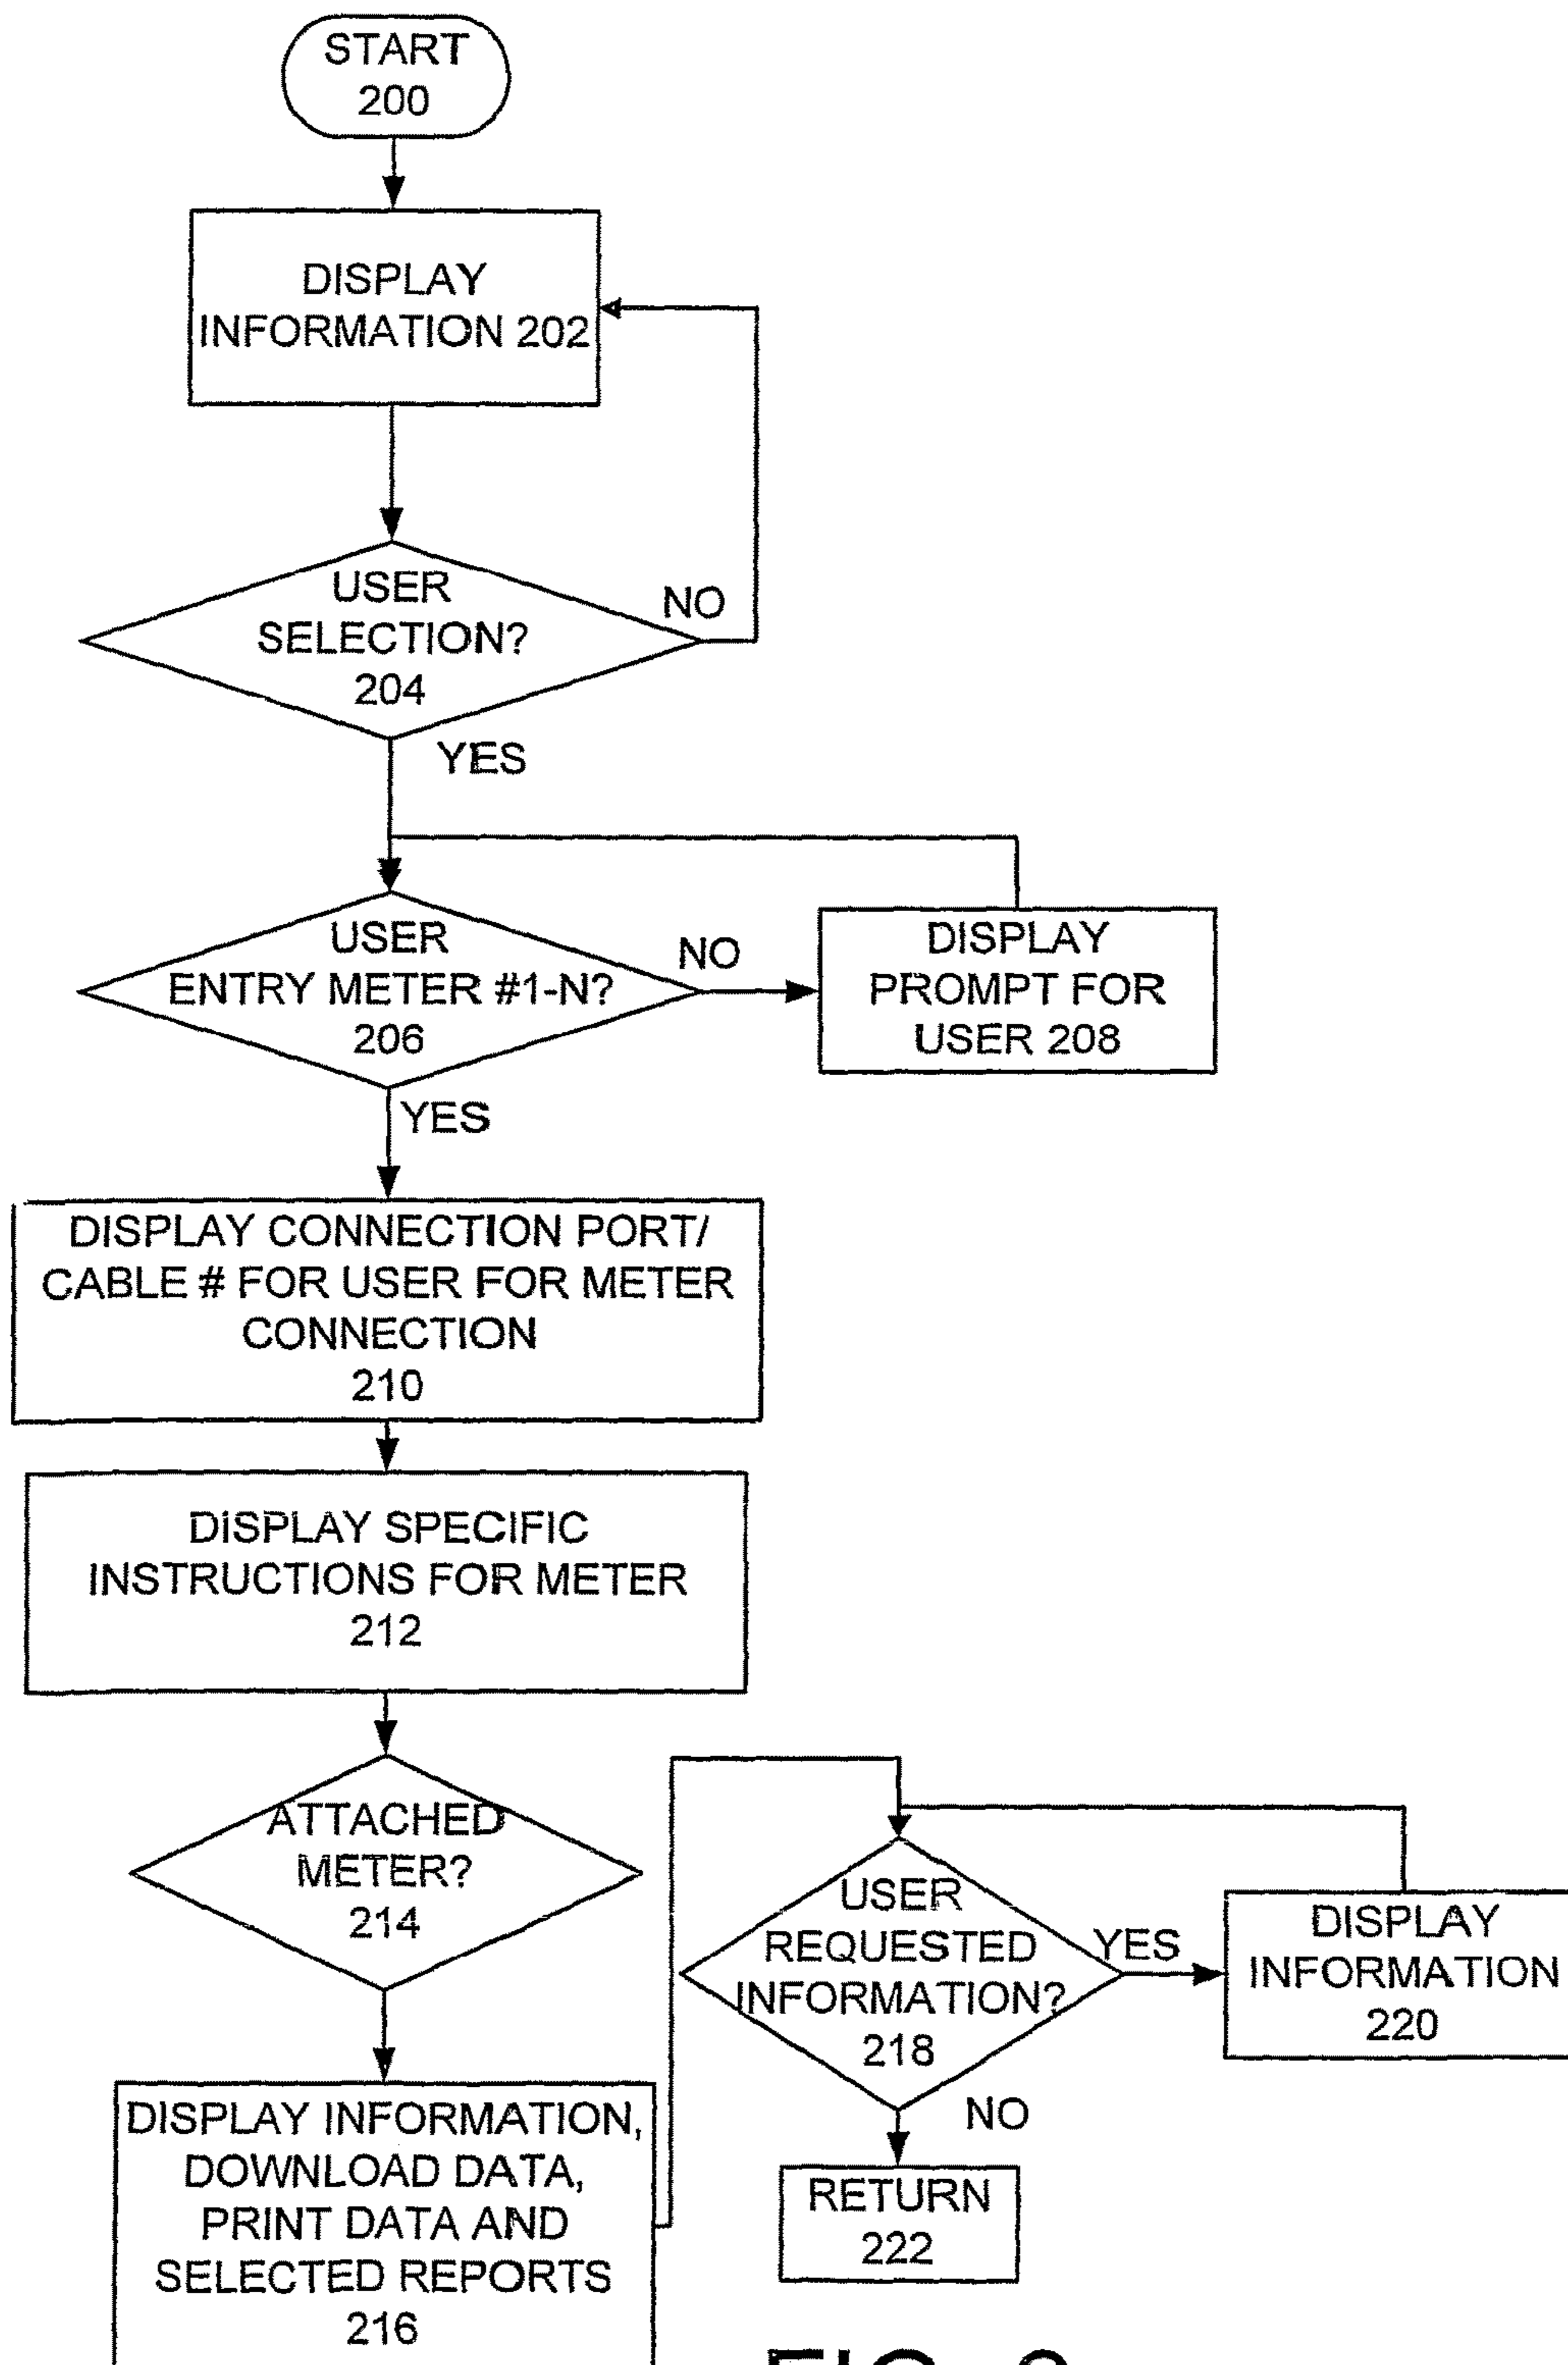 START
200
DISPLAY
INFORMATION 202
USER
SELECTION?
204
NO
YES
USER
ENTRY METER #1-N?
206
NO
DISPLAY
PROMPT FOR
USER 208
YES
DISPLAY CONNECTION PORT/
CABLE # FOR USER FOR METER
CONNECTION
210
DISPLAY SPECIFIC
INSTRUCTIONS FOR METER
212
ATTACHED
METER?
214
DISPLAY INFORMATION,
DOWNLOAD DATA,
PRINT DATA AND
SELECTED REPORTS
216
USER
REQUESTED
INFORMATION?
218
YES
DISPLAY
INFORMATION
220
NO
RETURN
222
FIG.